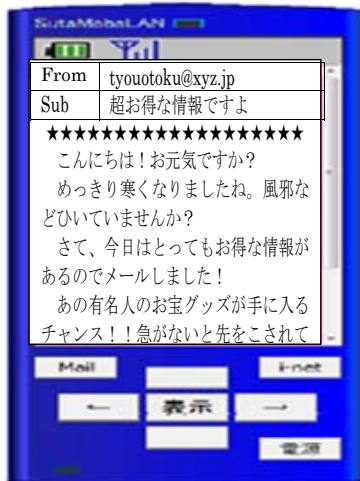 SutaMobaLAN
From tyouotoku@xyz.jp
Sub 超お得な情報ですよ
★★★★★★★★★★★★★★★★★★★
こんにちは！お元気ですか？
めっきり寒くなりましたね。風邪な
どひいていませんか？
さて、今日はとってもお得な情報が
あるのでメールしました！
あの有名人のお宝グッズが手に入る
チャンス！！急がないと先をこされて
Mail i-net
← 表示 →
電源